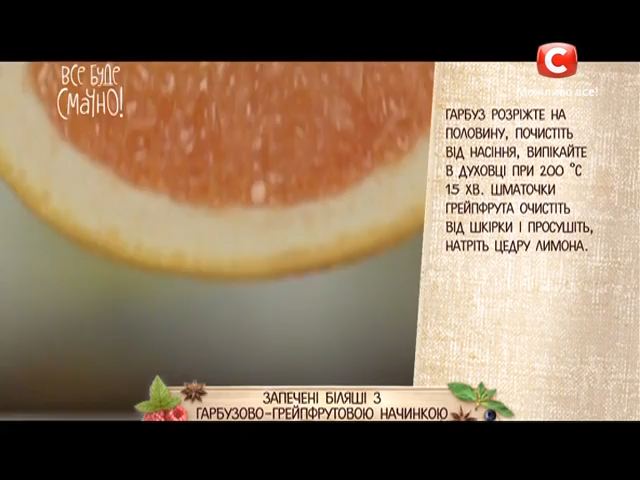 ВСЕ БУДЕ
СМАЧНО!
С
Можливо все!
ГАРБУЗ РОЗРІЖТЕ НА
ПОЛОВИНУ, ПОЧИСТІТЬ
ВІД НАСІННЯ, ВИПІКАЙТЕ
В ДУХОВЦІ ПРИ 200 °С
15 ХВ. ШМАТОЧКИ
ГРЕЙПФРУТА ОЧИСТІТЬ
ВІД ШКІРКИ І ПРОСУШІТЬ,
НАТРІТЬ ЦЕДРУ ЛИМОНА.
ЗАПЕЧЕНІ БІЛЯШІ З
ГАРБУЗОВО-ГРЕЙПФРУТОВОЮ НАЧИНКОЮ